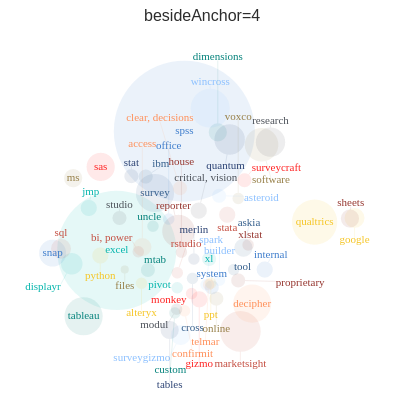 besideAnchor=4
dimensions
wincross
clear, decisions
voxco
research
spss
access
office
stat
ibm
house
quantum
surveycraft
sas
ms
critical, vision
software
jmp
survey
asteroid
studio
reporter
sheets
uncle
merlin
stata
askia
qualtrics
sql
bi, power
rstudio
spark
xlstat
google
snap
excel
builder
internal
mtab
xl
tool
python
system
displayr
files
pivot
proprietary
monkey
decipher
tableau
alteryx
ppt
modul
cross
online
telmar
surveygizmo
confirmit
custom
gizmo
marketsight
tables